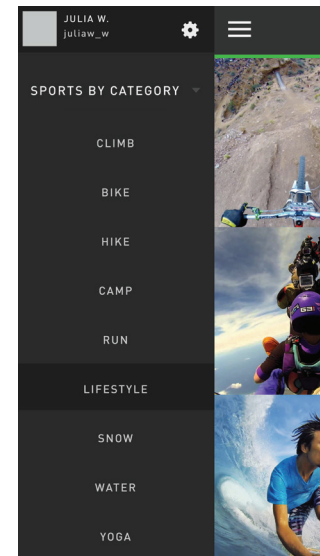 JULIA W.
juliaw_w
SPORTS BY CATEGORY
CLIMB
BIKE
HIKE
CAMP
RUN
LIFESTYLE
SNOW
WATER
YOGA